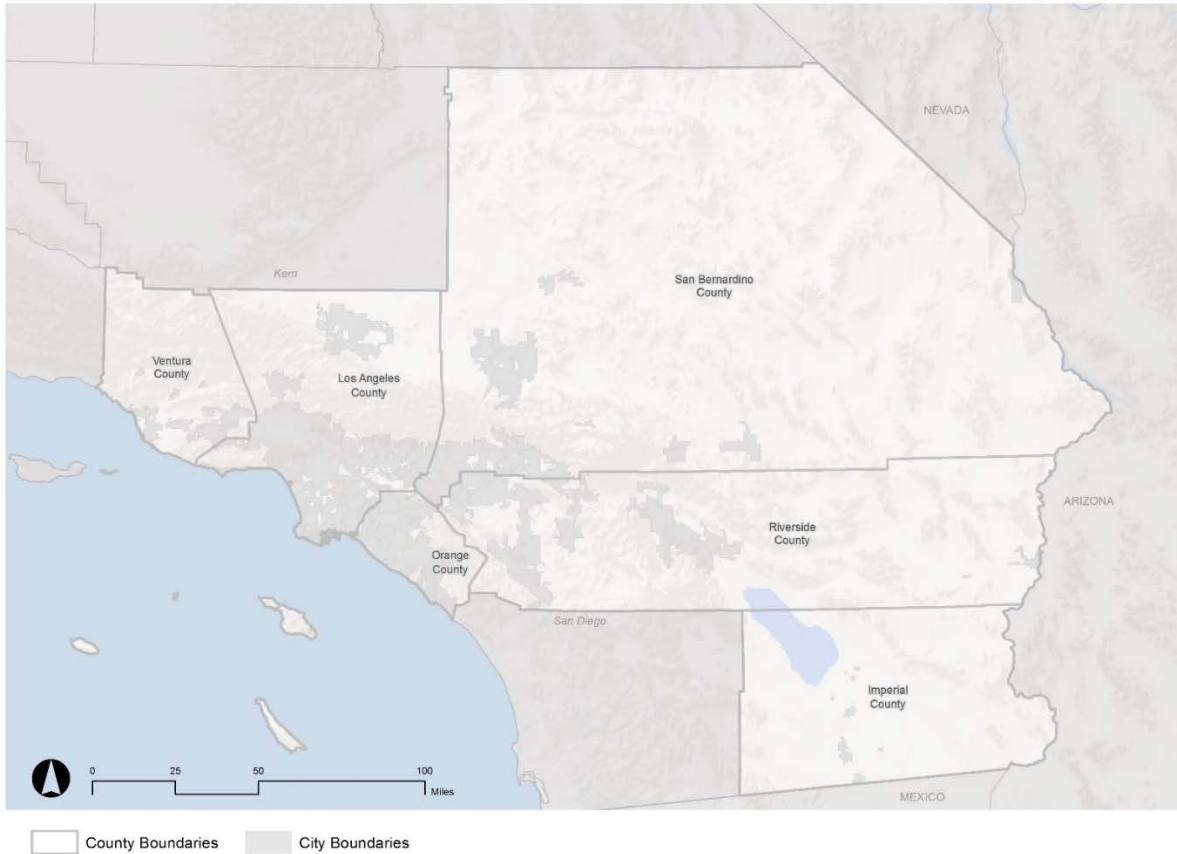 NEVADA
Kern
San Bernardino
County
Ventura
County
Los Angeles
County
ARIZONA
Riverside
County
Orange
County
San Diego
Imperial
County
0 25 50 100
Miles
MEXICO
County Boundaries City Boundaries